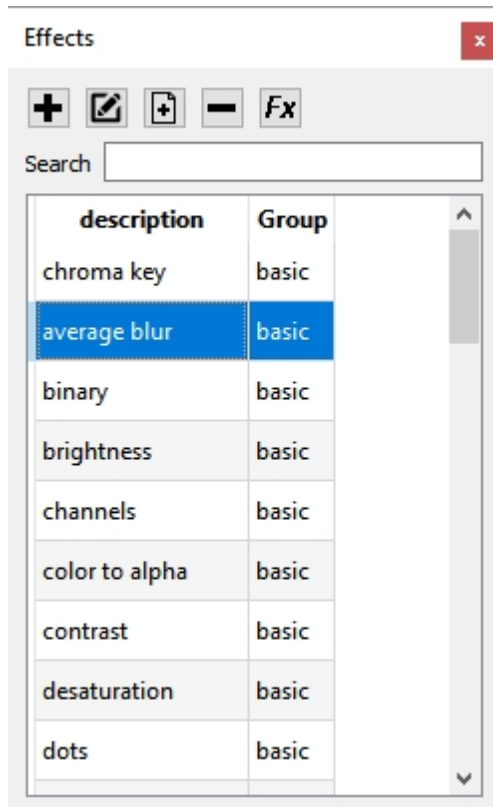 Effects
x
Fx
Search
description Group
chroma key basic
average blur basic
binary basic
brightness basic
channels basic
color to alpha basic
contrast basic
desaturation basic
dots basic